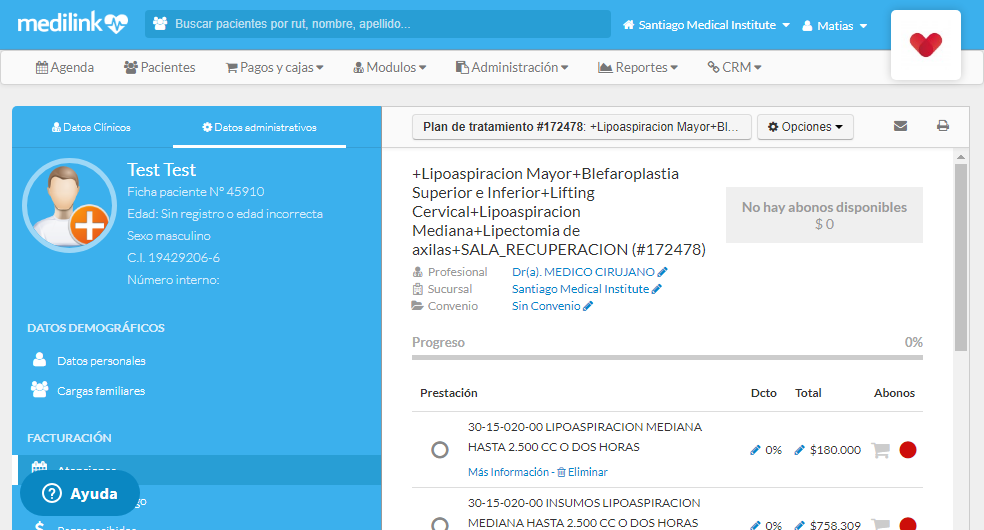 medilink
Buscar pacientes por rut, nombre, apellido...
Santiago Medical Institute
Matias
Agenda
Pacientes
Pagos y cajas
Modulos
Administración
Reportes
CRM
Datos Clínicos
Datos administrativos
Test Test
Ficha paciente N° 45910
Edad: Sin registro o edad incorrecta
Sexo masculino
C.I. 19429206-6
Número interno:
DATOS DEMOGRÁFICOS
Datos personales
Cargas familiares
FACTURACIÓN
Atenciones
Ayuda
Pagos recibidos
Plan de tratamiento #172478: +Lipoaspiracion Mayor+Bl...
Opciones
+Lipoaspiracion Mayor+Blefaroplastia
Superior e Inferior+Lifting
Cervical+Lipoaspiracion
Mediana+Lipectomia de
axilas+SALA_RECUPERACION (#172478)
No hay abonos disponibles
$ 0
Profesional Dr(a). MEDICO CIRUJANO
Sucursal Santiago Medical Institute
Convenio Sin Convenio
Progreso 0%
Prestación Dcto Total Abonos
30-15-020-00 LIPOASPIRACION MEDIANA
HASTA 2.500 CC O DOS HORAS
0% $180.000
Más Información - Eliminar
30-15-020-00 INSUMOS LIPOASPIRACION
MEDIANA HASTA 2.500 CC O DOS HORAS
0% $758.309